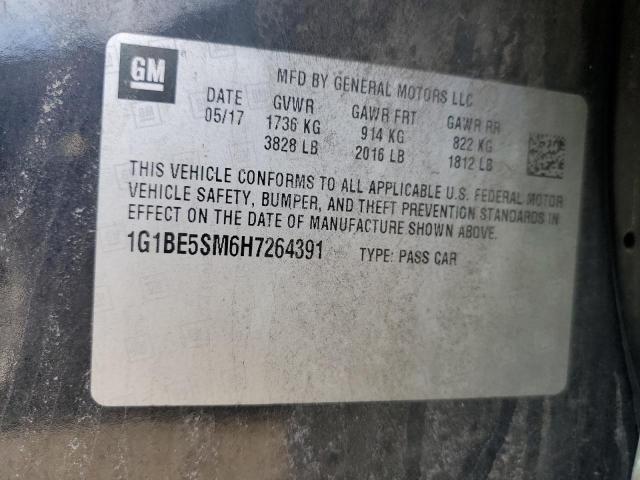 GM
MFD BY GENERAL MOTORS LLC
DATE GVWR GAWR FRT GAWR RR
05/17 1736 KG 914 KG 822 KG
3828 LB 2016 LB 1812 LB
THIS VEHICLE CONFORMS TO ALL APPLICABLE U.S. FEDERAL MOTOR
VEHICLE SAFETY, BUMPER, AND THEFT PREVENTION STANDARDS IN
EFFECT ON THE DATE OF MANUFACTURE SHOWN ABOVE.
1G1BE5SM6H7264391 TYPE: PASS CAR